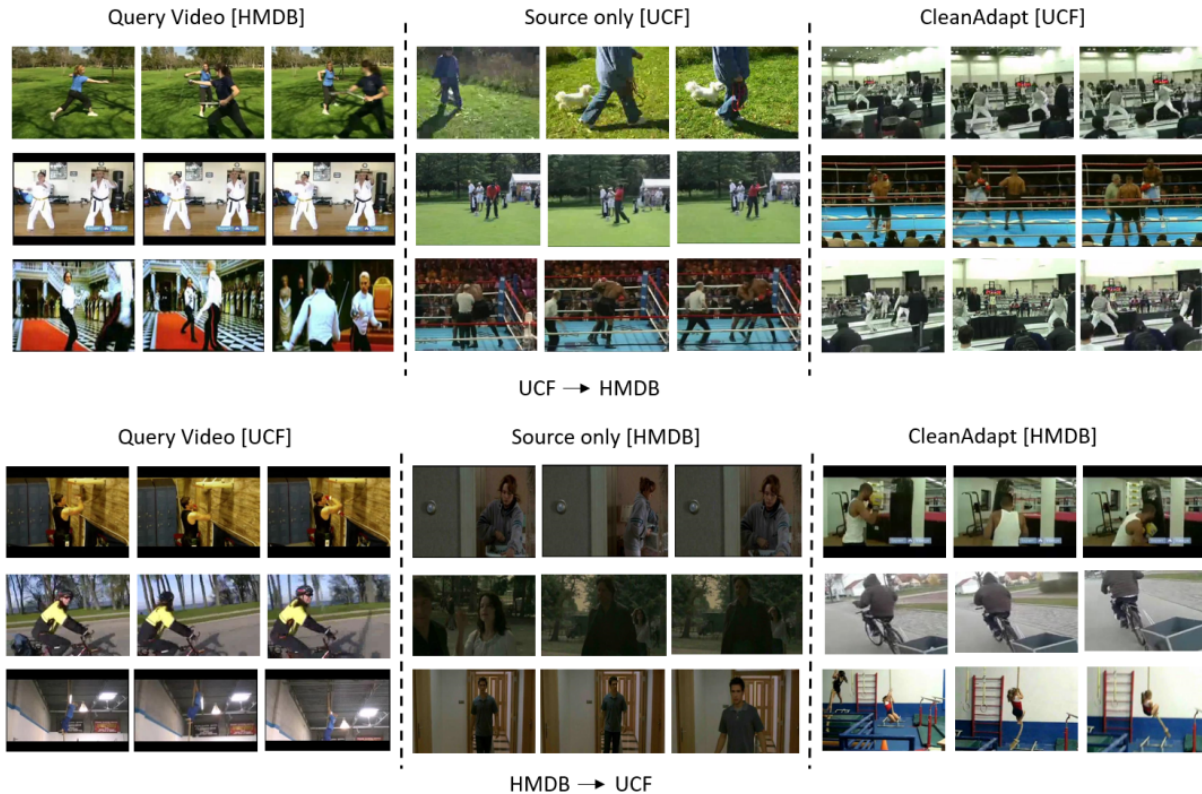 Query Video [HMDB]
Source only [UCF]
CleanAdapt [UCF]
UCF → HMDB
Query Video [UCF]
Source only [HMDB]
CleanAdapt [HMDB]
HMDB → UCF